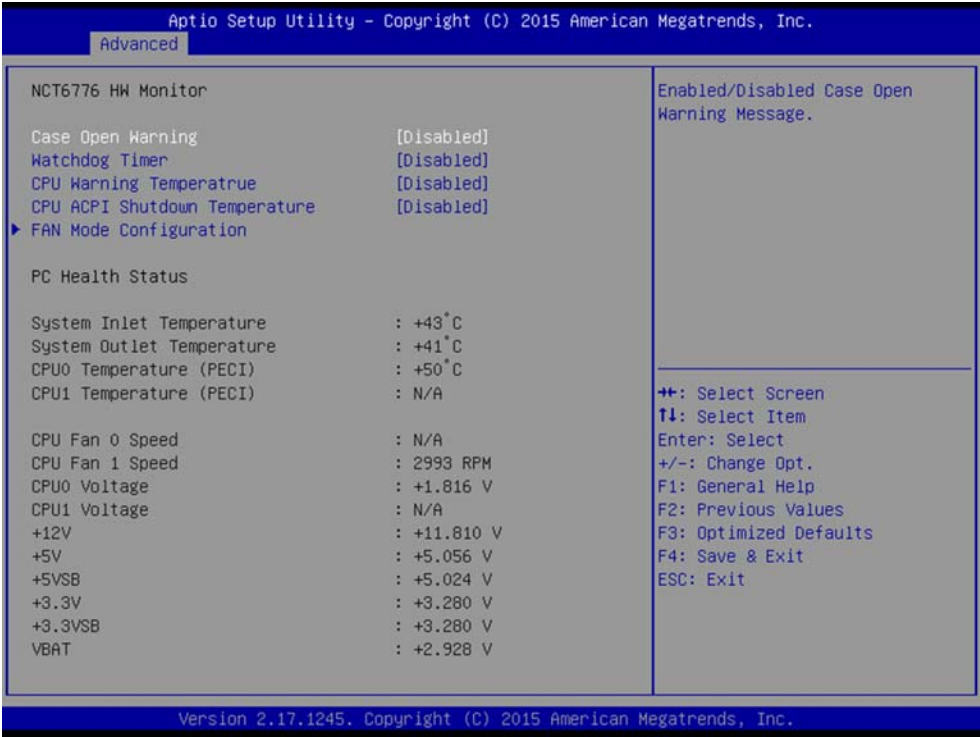 Aptio Setup Utility - Copyright (C) 2015 American Megatrends, Inc.
Advanced
NCT6776 HW Monitor
Case Open Warning [Disabled]
Watchdog Timer [Disabled]
CPU Warning Temperatrue [Disabled]
CPU ACPI Shutdown Temperature [Disabled]
▶ FAN Mode Configuration
PC Health Status
System Inlet Temperature : +43°C
System Outlet Temperature : +41°C
CPU0 Temperature (PECI) : +50°C
CPU1 Temperature (PECI) : N/A
CPU Fan 0 Speed : N/A
CPU Fan 1 Speed : 2993 RPM
CPU0 Voltage : +1.816 V
CPU1 Voltage : N/A
+12V : +11.810 V
+5V : +5.056 V
+5VSB : +5.024 V
+3.3V : +3.280 V
+3.3VSB : +3.280 V
VBAT : +2.928 V
Enabled/Disabled Case Open
Warning Message.
→←: Select Screen
↑↓: Select Item
Enter: Select
+/-: Change Opt.
F1: General Help
F2: Previous Values
F3: Optimized Defaults
F4: Save & Exit
ESC: Exit
Version 2.17.1245. Copyright (C) 2015 American Megatrends, Inc.